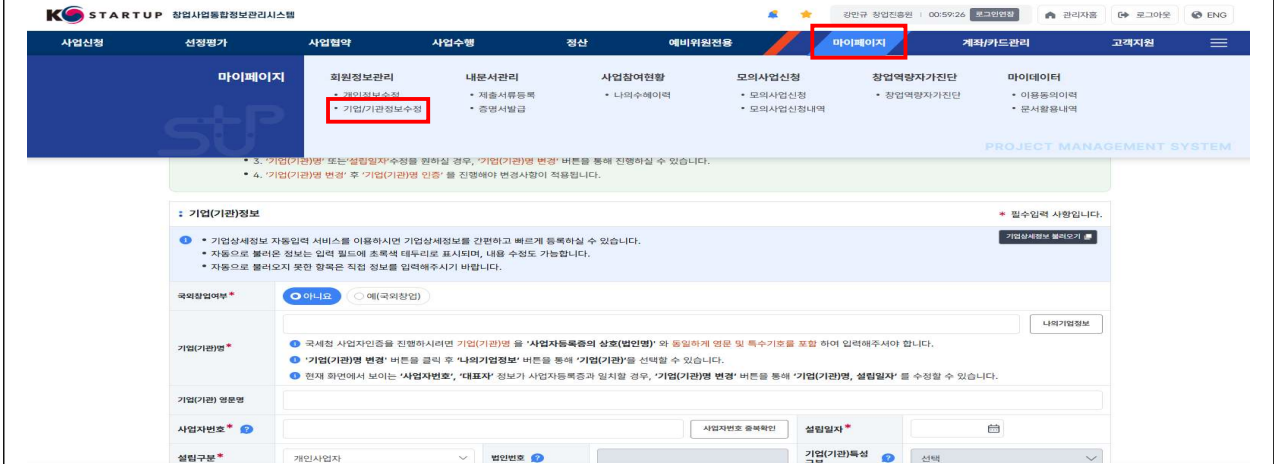 K STARTUP 창업사업통합정보관리시스템
강만규 창업진흥원 | 00:59:26 로그인연장 관리자홈 로그아웃 ENG
사업신청 선정평가 사업협약 사업수행 정산 예비위원전용 마이페이지 계좌/카드관리 고객지원
마이페이지 회원정보관리 내문서관리 사업참여현황 모의사업신청 창업역량자가진단 마이데이터
• 개인정보수정 • 제출서류등록 • 나의수혜이력 • 모의사업신청 • 창업역량자가진단 • 이용동의이력
• 기업/기관정보수정 • 증명서발급 • 모의사업신청내역 • 문서활용내역
stP
PROJECT MANAGEMENT SYSTEM
• 3. '기업(기관)명' 또는'설립일자'수정을 원하실 경우, '기업(기관)명 변경' 버튼을 통해 진행하실 수 있습니다.
• 4. '기업(기관)명 변경' 후 '기업(기관)명 인증' 을 진행해야 변경사항이 적용됩니다.
기업(기관)정보 * 필수입력 사항입니다.
• 기업상세정보 자동입력 서비스를 이용하시면 기업상세정보를 간편하고 빠르게 등록하실 수 있습니다. 기업상세정보 불러오기
• 자동으로 불러온 정보는 입력 필드에 초록색 테두리로 표시되며, 내용 수정도 가능합니다.
• 자동으로 불러오지 못한 항목은 직접 정보를 입력해주시기 바랍니다.
국외창업여부* 아니요 예(국외창업)
나의기업정보
기업(기관)명* 국세청 사업자인증을 진행하시려면 기업(기관)명 을 '사업자등록증의 상호(법인명)' 와 동일하게 영문 및 특수기호를 포함 하여 입력해주셔야 합니다.
'기업(기관)명 변경' 버튼을 클릭 후 '나의기업정보' 버튼을 통해 '기업(기관)'을 선택할 수 있습니다.
현재 화면에서 보이는 '사업자번호', '대표자' 정보가 사업자등록증과 일치할 경우, '기업(기관)명 변경' 버튼을 통해 '기업(기관)명, 설립일자' 를 수정할 수 있습니다.
기업(기관) 영문명
사업자번호* ? 사업자번호 중복확인 설립일자*
설립구분* 개인사업자 법인번호 ? 기업(기관)특성 ? 선택
구분